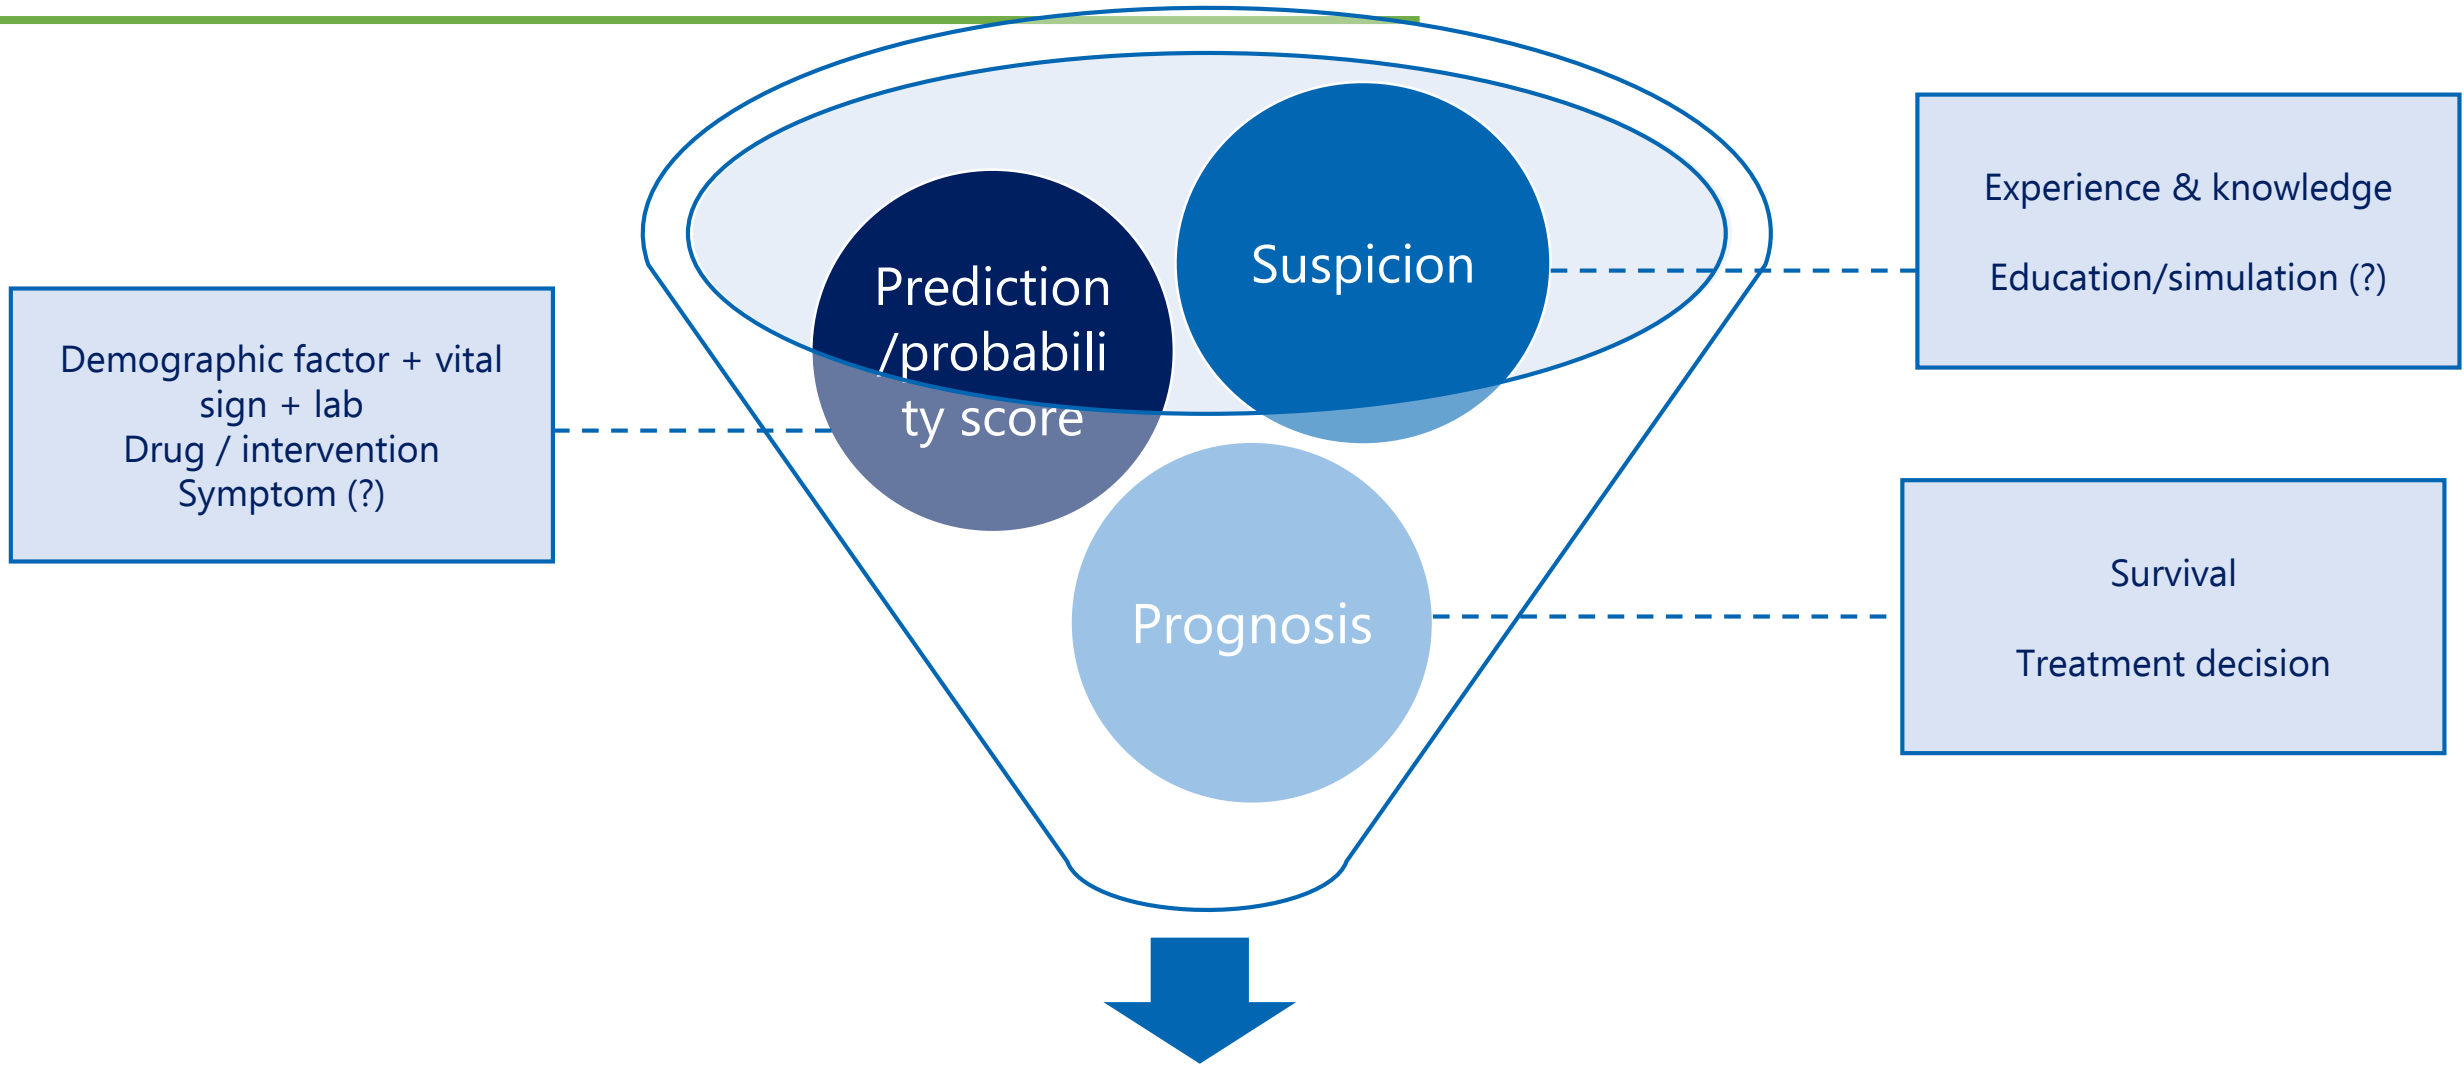 Demographic factor + vital
sign + lab
Drug / intervention
Symptom (?)
Prediction
/probabili
ty score
Suspicion
Prognosis
Experience & knowledge
Education/simulation (?)
Survival
Treatment decision